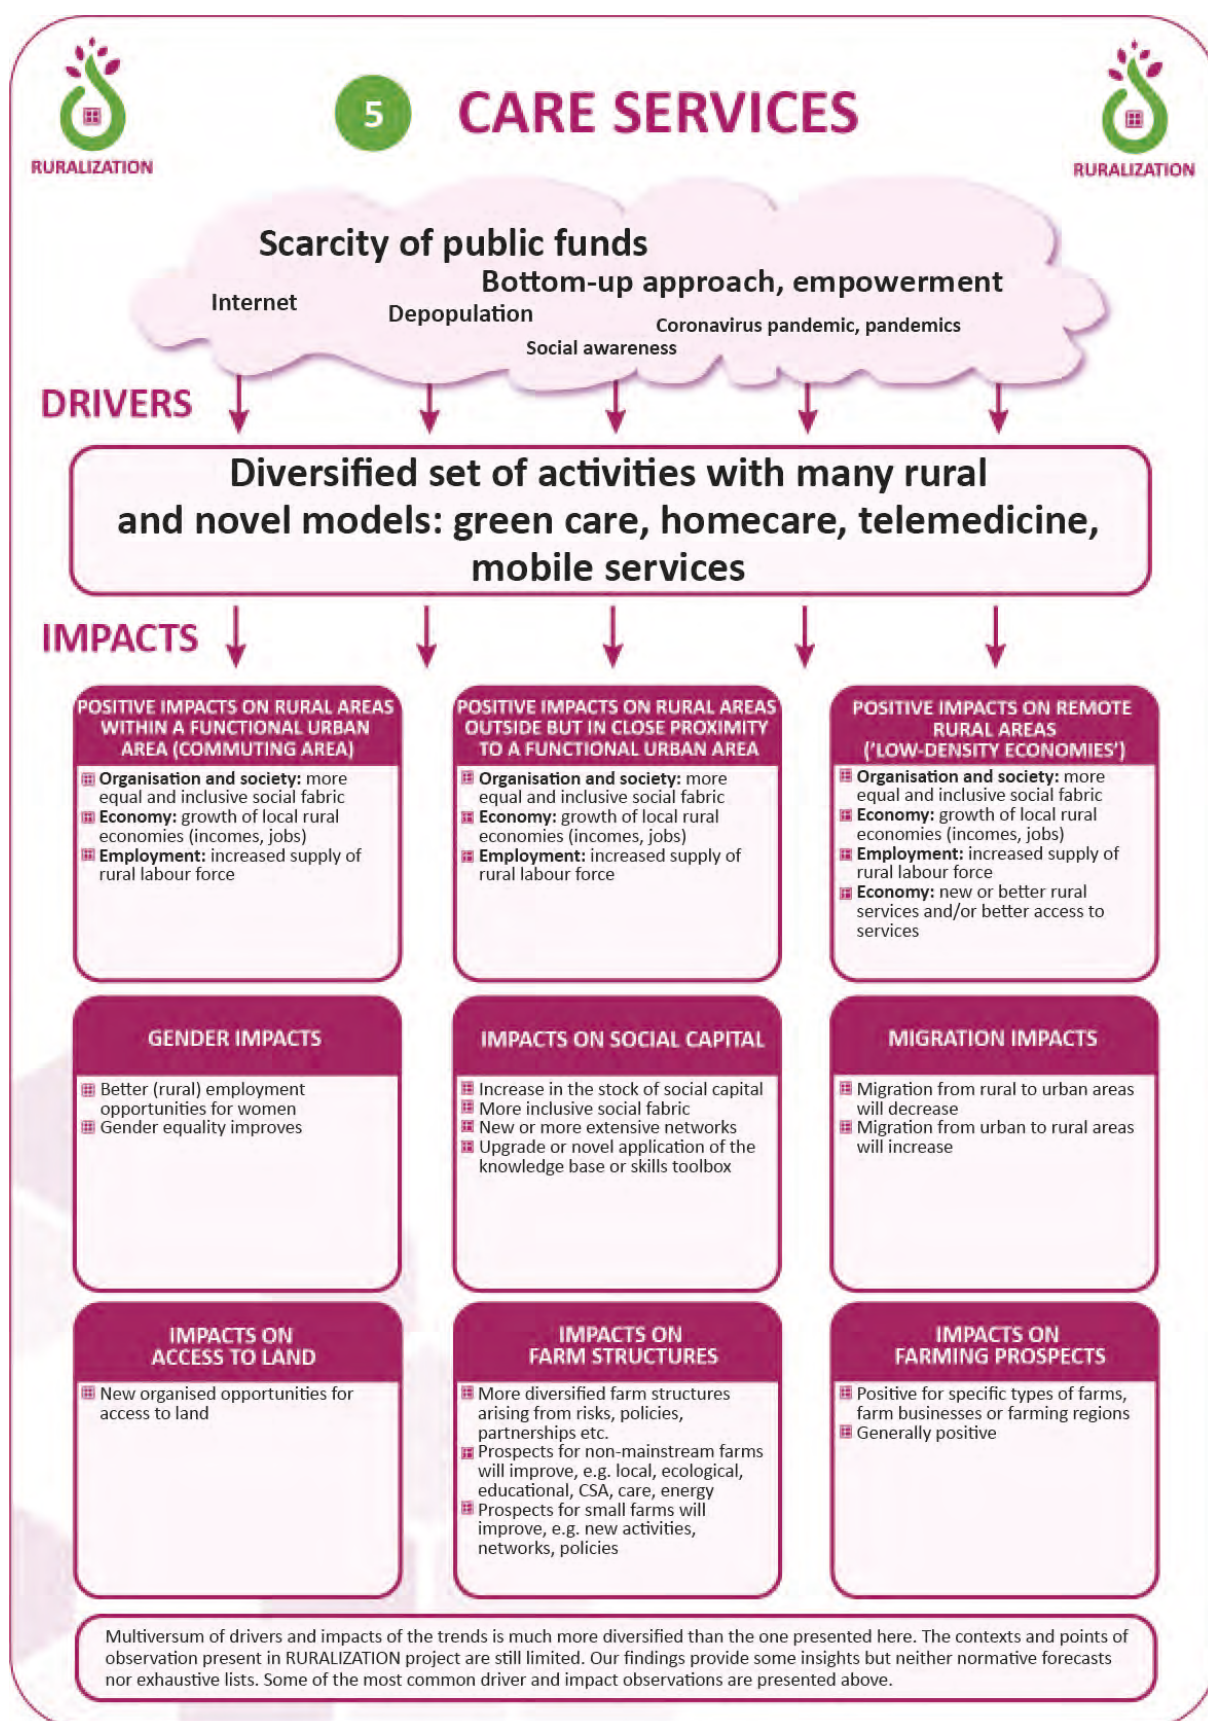 RURALIZATION
5 CARE SERVICES
RURALIZATION
Scarcity of public funds
Bottom-up approach, empowerment
Internet
Depopulation
Coronavirus pandemic, pandemics
Social awareness
DRIVERS
Diversified set of activities with many rural
and novel models: green care, homecare, telemedicine,
mobile services
IMPACTS
POSITIVE IMPACTS ON RURAL AREAS
WITHIN A FUNCTIONAL URBAN
AREA (COMMUTING AREA)
Organisation and society: more
equal and inclusive social fabric
Economy: growth of local rural
economies (incomes, jobs)
Employment: increased supply of
rural labour force
POSITIVE IMPACTS ON RURAL AREAS
OUTSIDE BUT IN CLOSE PROXIMITY
TO A FUNCTIONAL URBAN AREA
Organisation and society: more
equal and inclusive social fabric
Economy: growth of local rural
economies (incomes, jobs)
Employment: increased supply of
rural labour force
POSITIVE IMPACTS ON REMOTE
RURAL AREAS
('LOW-DENSITY ECONOMIES')
Organisation and society: more
equal and inclusive social fabric
Economy: growth of local rural
economies (incomes, jobs)
Employment: increased supply of
rural labour force
Economy: new or better rural
services and/or better access to
services
GENDER IMPACTS
Better (rural) employment
opportunities for women
Gender equality improves
IMPACTS ON SOCIAL CAPITAL
Increase in the stock of social capital
More inclusive social fabric
New or more extensive networks
Upgrade or novel application of the
knowledge base or skills toolbox
MIGRATION IMPACTS
Migration from rural to urban areas
will decrease
Migration from urban to rural areas
will increase
IMPACTS ON
ACCESS TO LAND
New organised opportunities for
access to land
IMPACTS ON
FARM STRUCTURES
More diversified farm structures
arising from risks, policies,
partnerships etc.
Prospects for non-mainstream farms
will improve, e.g. local, ecological,
educational, CSA, care, energy
Prospects for small farms will
improve, e.g. new activities,
networks, policies
IMPACTS ON
FARMING PROSPECTS
Positive for specific types of farms,
farm businesses or farming regions
Generally positive
Multiversum of drivers and impacts of the trends is much more diversified than the one presented here. The contexts and points of
observation present in RURALIZATION project are still limited. Our findings provide some insights but neither normative forecasts
nor exhaustive lists. Some of the most common driver and impact observations are presented above.